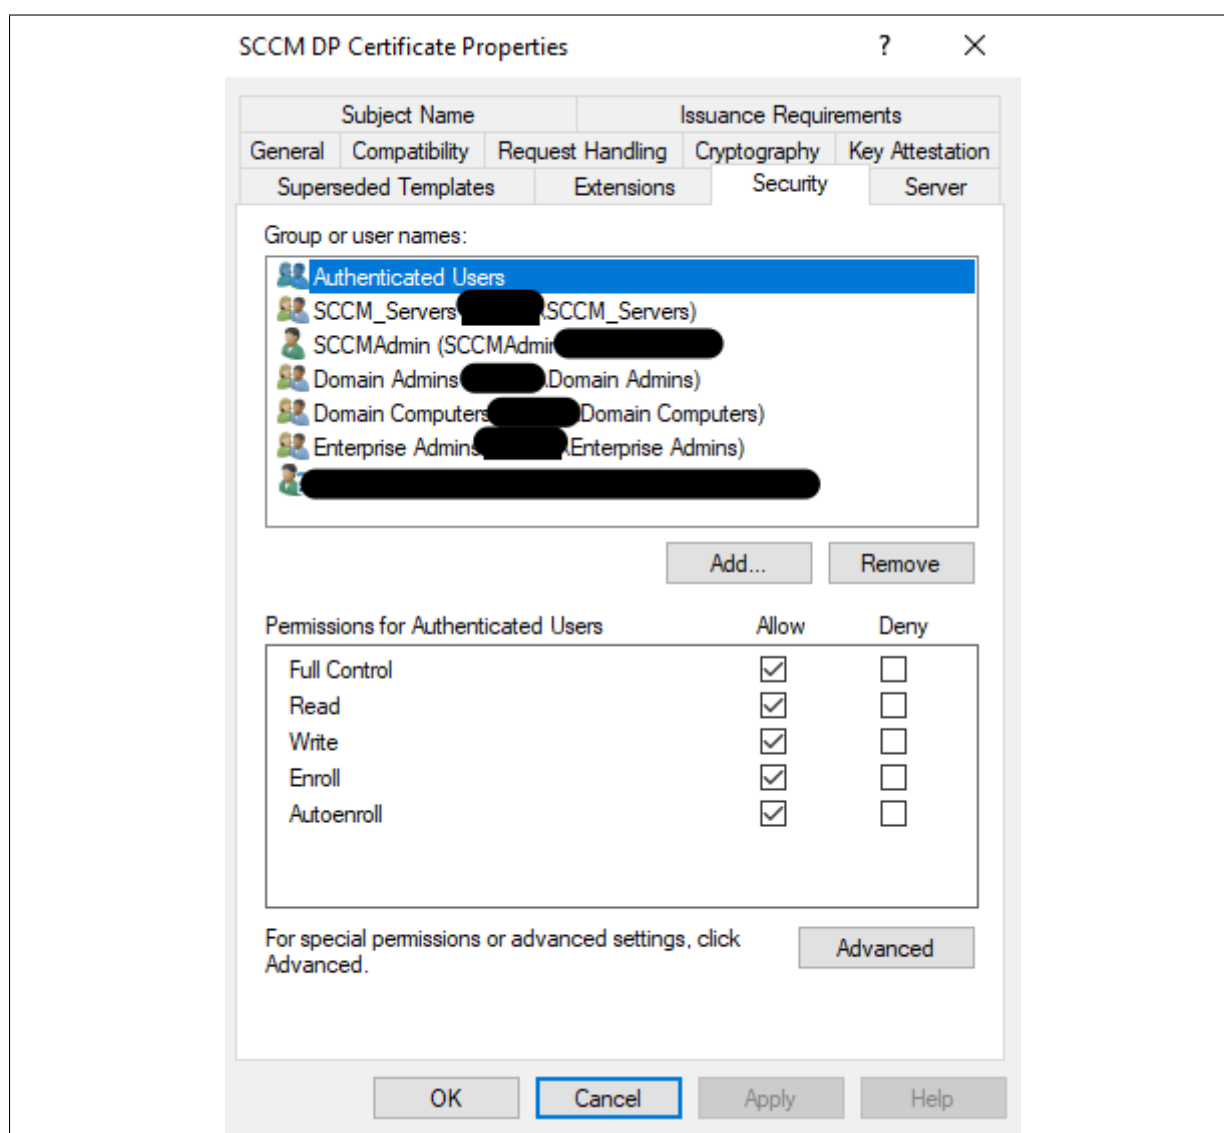 SCCM DP Certificate Properties ? ×
Subject Name Issuance Requirements
General Compatibility Request Handling Cryptography Key Attestation
Superseded Templates Extensions Security Server
Group or user names:
Authenticated Users
SCCM_Servers \SCCM_Servers)
SCCMAdmin (SCCMAdmin
Domain Admins \Domain Admins)
Domain Computers Domain Computers)
Enterprise Admins \Enterprise Admins)
Add... Remove
Permissions for Authenticated Users Allow Deny
Full Control
Read
Write
Enroll
Autoenroll
For special permissions or advanced settings, click
Advanced.
Advanced
OK Cancel Apply Help